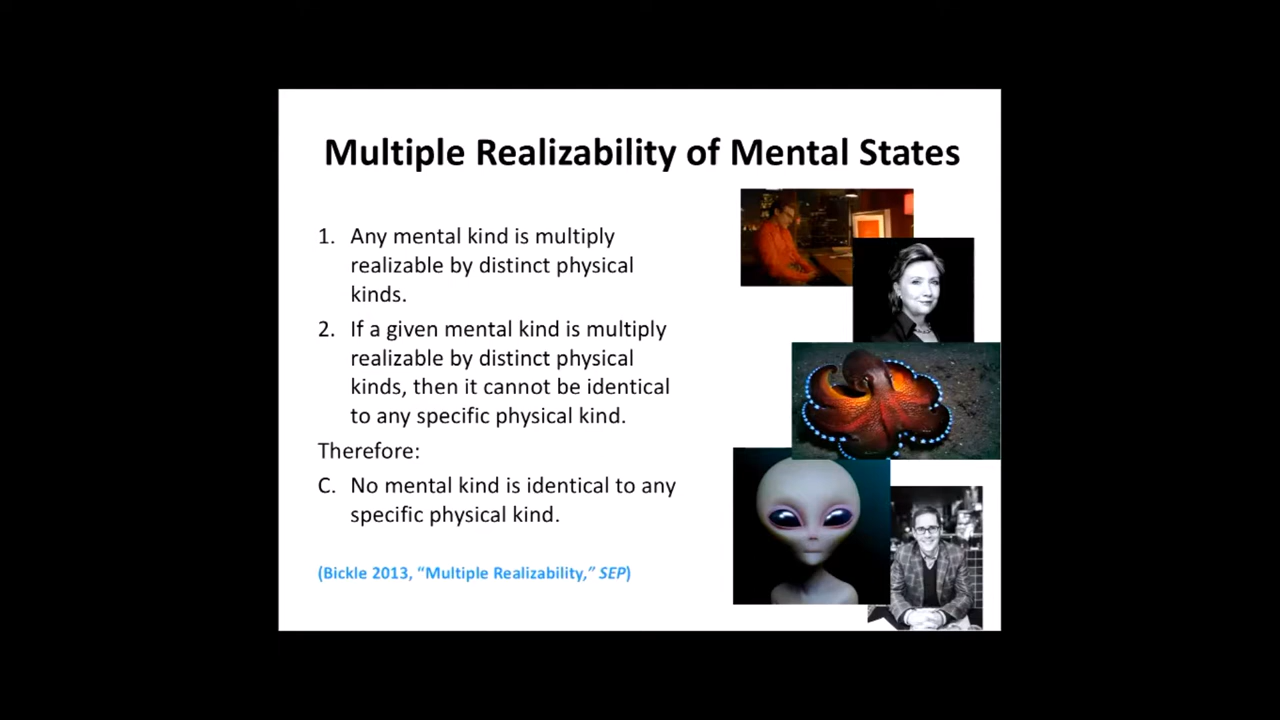 Multiple Realizability of Mental States
1. Any mental kind is multiply
realizable by distinct physical
kinds.
2. If a given mental kind is multiply
realizable by distinct physical
kinds, then it cannot be identical
to any specific physical kind.
Therefore:
C. No mental kind is identical to any
specific physical kind.
(Bickle 2013, “Multiple Realizability,” SEP)